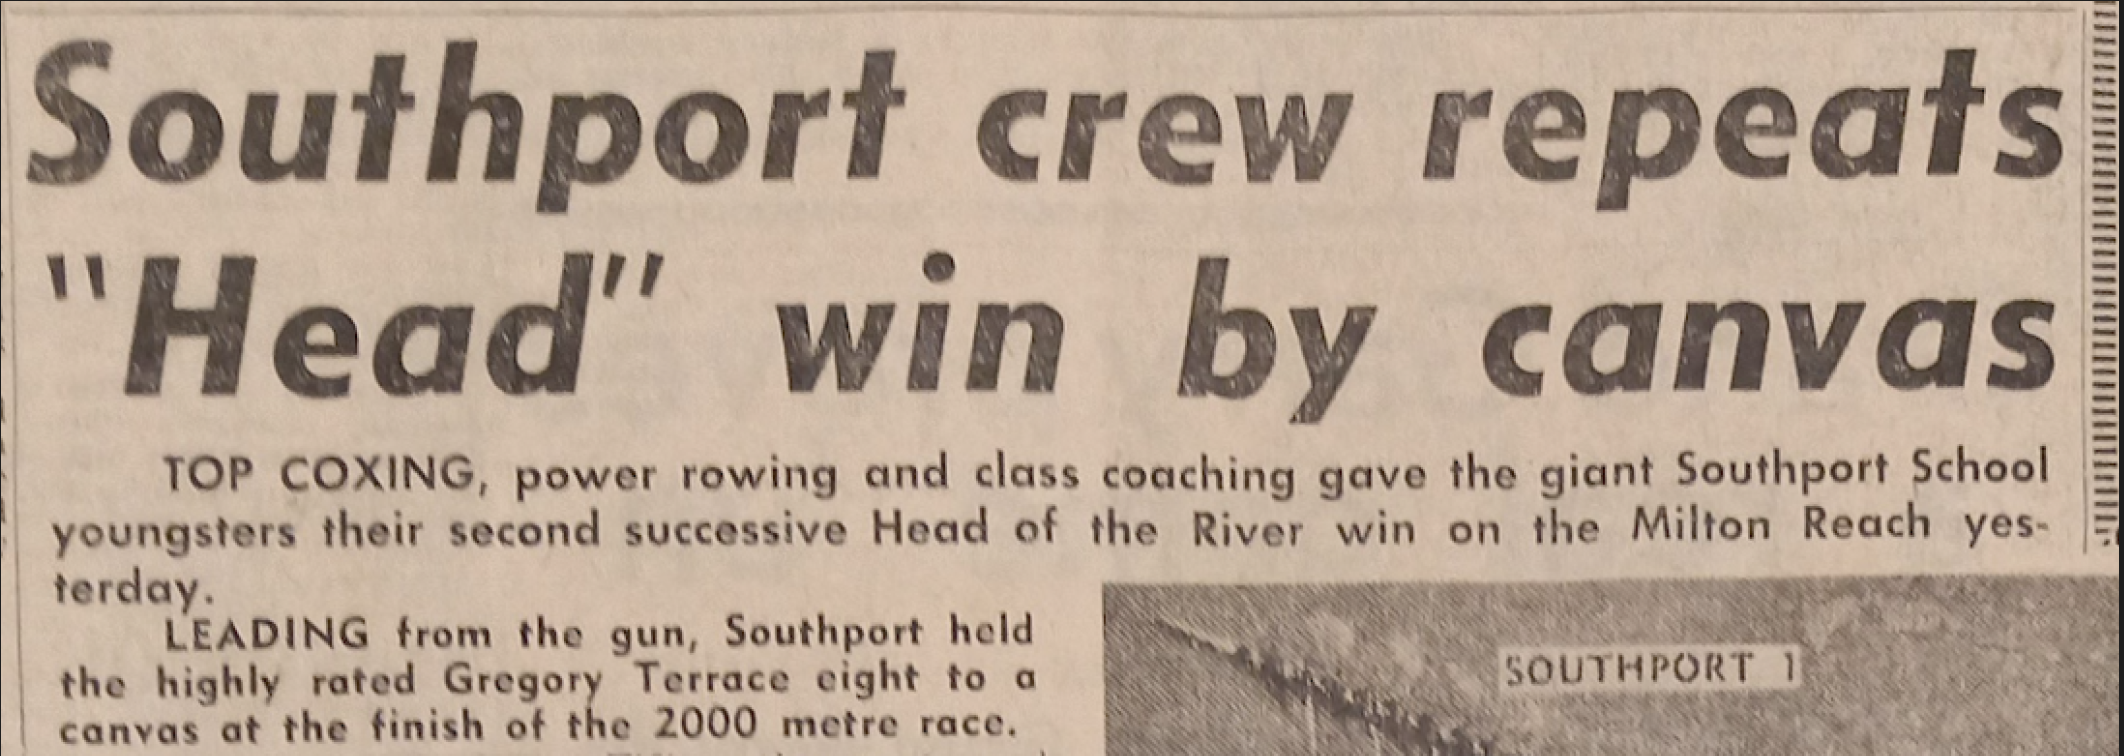 Southport crew repeats
"Head" win by canvas
TOP COXING, power rowing and class coaching gave the giant Southport School
youngsters their second successive Head of the River win on the Milton Reach yes-
terday.
LEADING from the gun, Southport held
the highly rated Gregory Terrace eight to a
canvas at the finish of the 2000 metre race.
SOUTHPORT 1